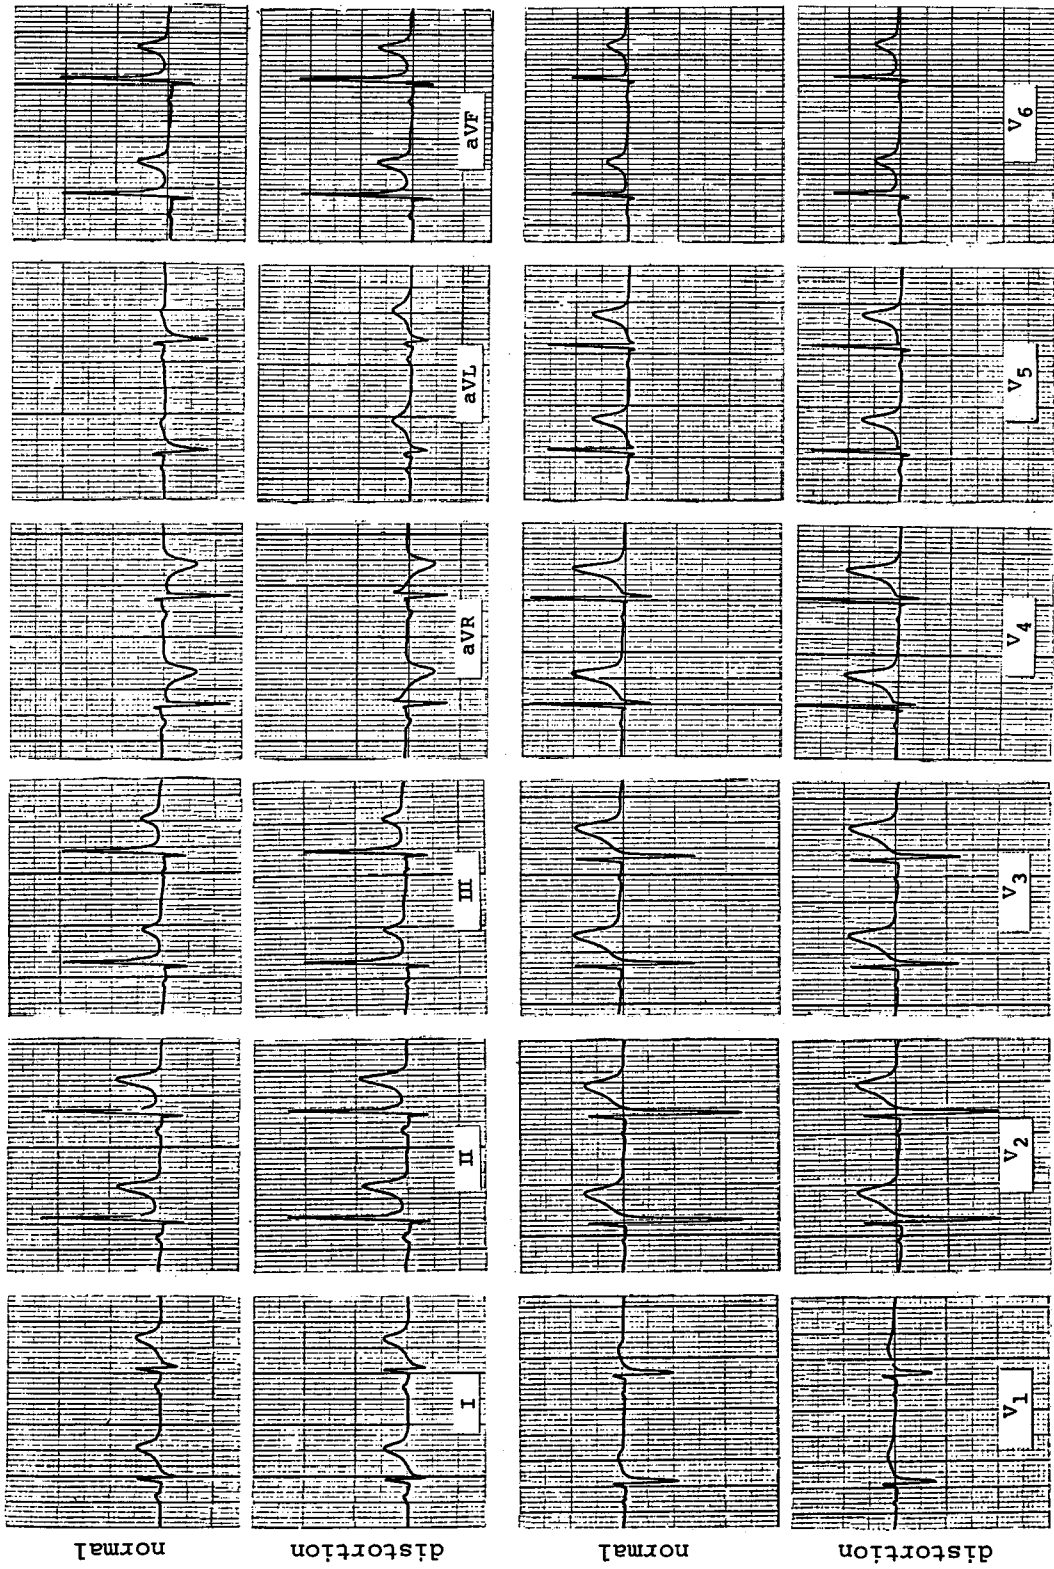 normal
distortion
I
II
III
aVR
aVL
aVF
normal
distortion
V1
V2
V3
V4
V5
V6